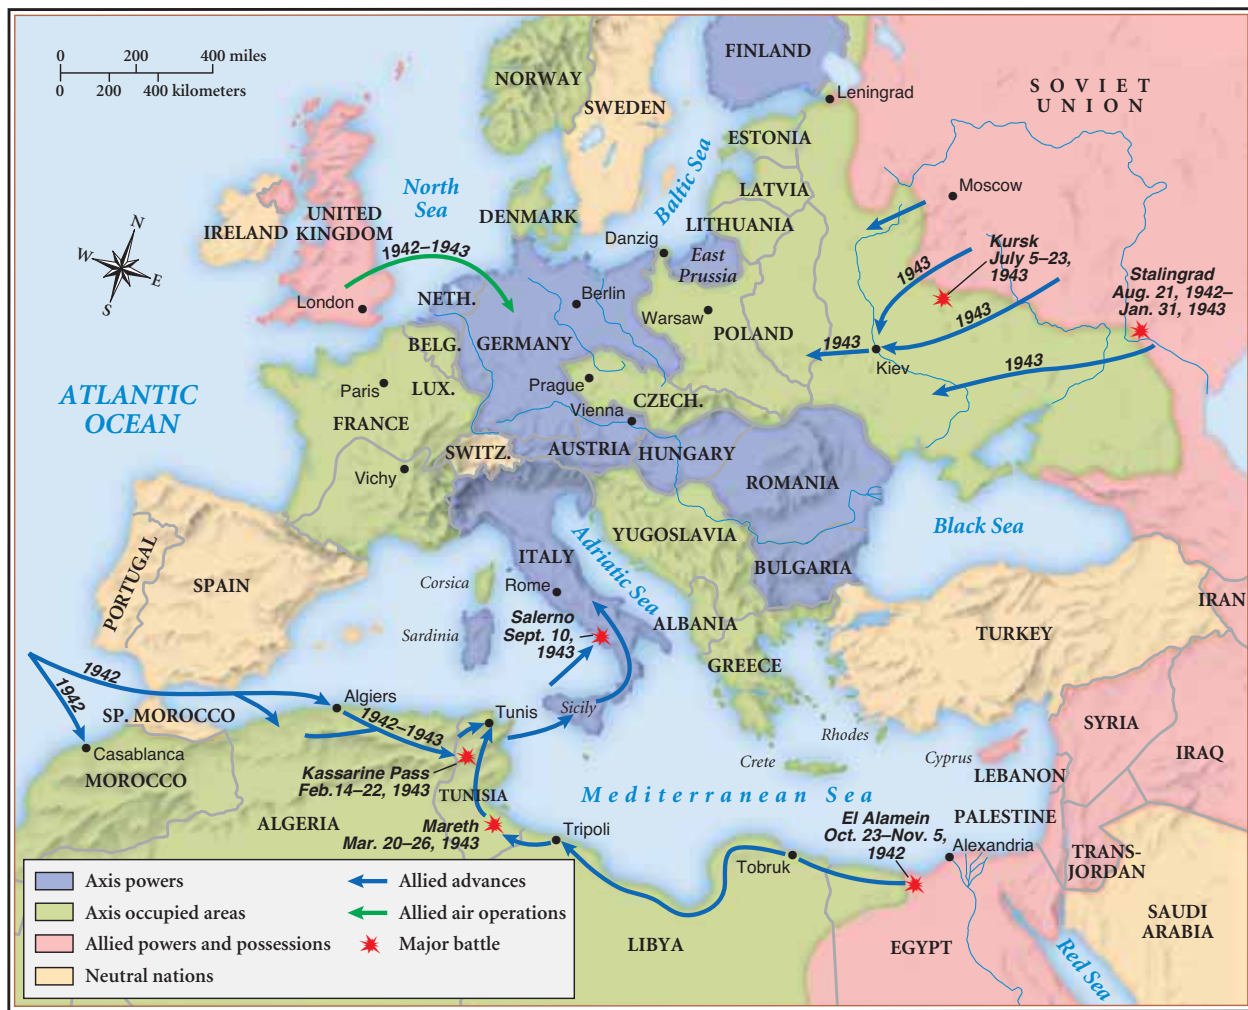 0 200 400 miles
0 200 400 kilometers
N
W
E
S
FINLAND
NORWAY
SWEDEN
SOVIET
UNION
Leningrad
ESTONIA
LATVIA
LITHUANIA
Baltic Sea
Moscow
North
Sea
DENMARK
IRELAND
UNITED
KINGDOM
1942–1943
London
Danzig
East
Prussia
Kursk
July 5–23,
1943
Stalingrad
Aug. 21, 1942–
Jan. 31, 1943
1943
1943
1943
1943
NETH.
Berlin
Warsaw
POLAND
BELG.
GERMANY
Kiev
ATLANTIC
OCEAN
Paris
LUX.
Prague
CZECH.
FRANCE
Vienna
SWITZ.
AUSTRIA
HUNGARY
Vichy
ROMANIA
YUGOSLAVIA
Black Sea
PORTUGAL
SPAIN
ITALY
Adriatic Sea
BULGARIA
Corsica
Rome
Sardinia
Salerno
Sept. 10,
1943
ALBANIA
GREECE
TURKEY
IRAN
1942
1942
SP. MOROCCO
Algiers
1942–1943
Tunis
Sicily
Casablanca
MOROCCO
Rhodes
Crete
Cyprus
SYRIA
IRAQ
LEBANON
Kassarine Pass
Feb.14–22, 1943
TUNISIA
Mediterranean Sea
ALGERIA
Mareth
Mar. 20–26, 1943
Tripoli
El Alamein
Oct. 23–Nov. 5,
1942
PALESTINE
Alexandria
TRANS-
JORDAN
Tobruk
LIBYA
EGYPT
SAUDI
ARABIA
Red Sea
Axis powers
Axis occupied areas
Allied powers and possessions
Neutral nations
Allied advances
Allied air operations
Major battle